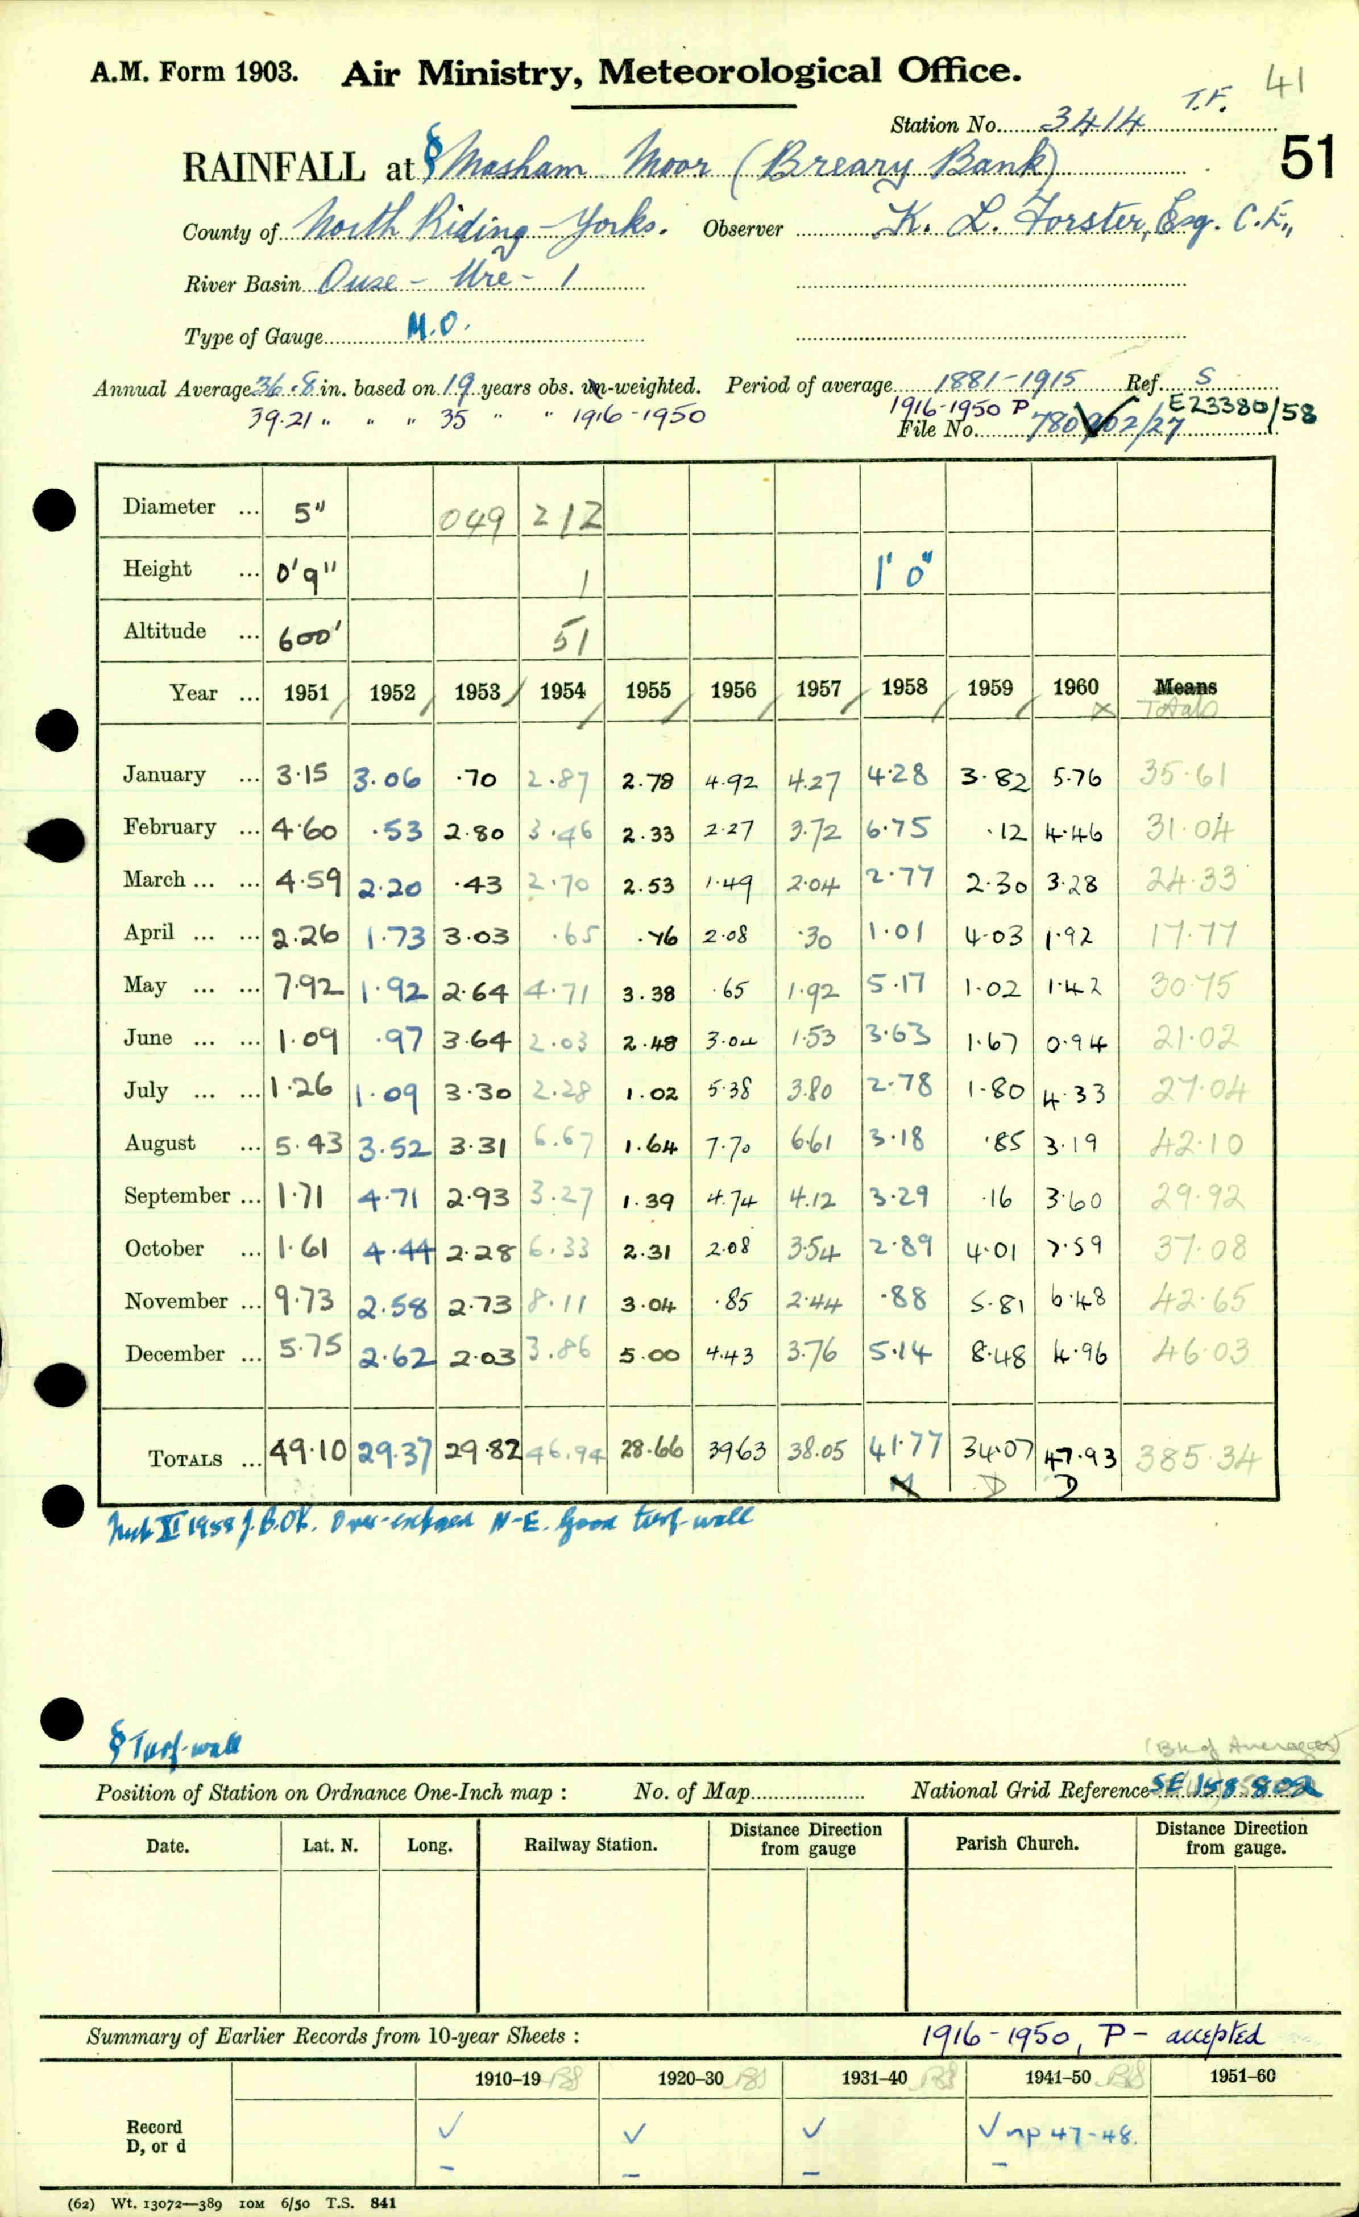 A.M. Form 1903. Air Ministry, Meteorological Office. 41
T.F.
Station No. 3414
51
RAINFALL at § Masham Moor (Breary Bank)
County of North Riding - Yorks. Observer K. L. Forster, Esq. C.E.,
River Basin Ouse - Ure - 1
Type of Gauge M.O.
Annual Average 36.8 in. based on 19 years obs. un-weighted. Period of average 1881-1915 Ref. S
39.21 " " " 35 " " 1916-1950 1916-1950 P E23380/58
File No. 780902/27
Diameter ... 5" 049 212
Height ... 0'9" 1 1' 0"
Altitude ... 600' 51
Year ... 1951 1952 1953 1954 1955 1956 1957 1958 1959 1960 Means
Totals
January ... 3.15 3.06 .70 2.87 2.78 4.92 4.27 4.28 3.82 5.76 35.61
February ... 4.60 .53 2.80 3.46 2.33 2.27 3.72 6.75 .12 4.46 31.04
March ... ... 4.59 2.20 .43 2.70 2.53 1.49 2.04 2.77 2.30 3.28 24.33
April ... ... 2.26 1.73 3.03 .65 .76 2.08 .30 1.01 4.03 1.92 17.77
May ... ... 7.92 1.92 2.64 4.71 3.38 .65 1.92 5.17 1.02 1.42 30.75
June ... ... 1.09 .97 3.64 2.03 2.48 3.04 1.53 3.63 1.67 0.94 21.02
July ... ... 1.26 1.09 3.30 2.28 1.02 5.38 3.80 2.78 1.80 4.33 27.04
August ... 5.43 3.52 3.31 6.67 1.64 7.70 6.61 3.18 .85 3.19 42.10
September ... 1.71 4.71 2.93 3.27 1.39 4.74 4.12 3.29 .16 3.60 29.92
October ... 1.61 4.44 2.28 6.33 2.31 2.08 3.54 2.89 4.01 7.59 37.08
November ... 9.73 2.58 2.73 8.11 3.04 .85 2.44 .88 5.81 6.48 42.65
December ... 5.75 2.62 2.03 3.86 5.00 4.43 3.76 5.14 8.48 4.96 46.03
TOTALS ... 49.10 29.37 29.82 46.94 28.66 39.63 38.05 41.77 34.07 47.93 385.34
D D
XI 1958 J.B. OK. Over-exposed N-E. Good turf-wall
§ Turf-wall
(Bk of Averages)
Position of Station on Ordnance One-Inch map : No. of Map National Grid Reference SE 158 802
Date. Lat. N. Long. Railway Station. Distance from Direction gauge Parish Church. Distance from Direction gauge.
Summary of Earlier Records from 10-year Sheets : 1916-1950, P - accepted
1910-19 1920-30 1931-40 1941-50 1951-60
Record
D, or d ✓ ✓ ✓ ✓ np 47-48.
– – – –
(62) Wt. 13072—389 10M 6/50 T.S. 841